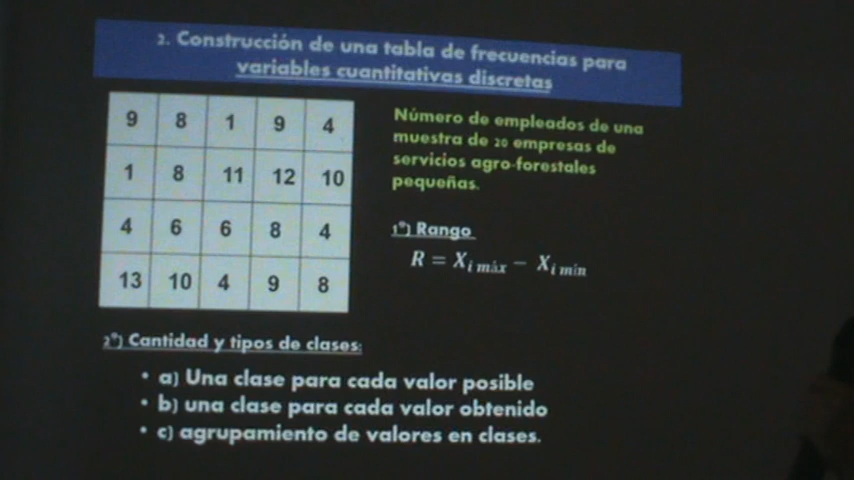 2. Construcción de una tabla de frecuencias para
variables cuantitativas discretas
9 8 1 9 4
1 8 11 12 10
4 6 6 8 4
13 10 4 9 8
Número de empleados de una
muestra de 20 empresas de
servicios agro-forestales
pequeñas.
1°) Rango
R = Xi máx − Xi mín
2°) Cantidad y tipos de clases:
• a) Una clase para cada valor posible
• b) una clase para cada valor obtenido
• c) agrupamiento de valores en clases.